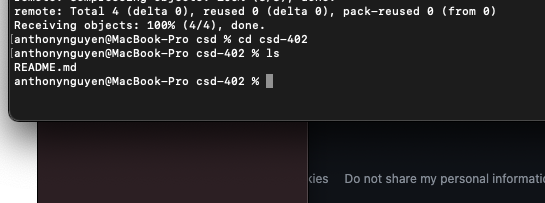 remote: Total 4 (delta 0), reused 0 (delta 0), pack-reused 0 (from 0)
Receiving objects: 100% (4/4), done.
[anthonynguyen@MacBook-Pro csd % cd csd-402
[anthonynguyen@MacBook-Pro csd-402 % ls
README.md
anthonynguyen@MacBook-Pro csd-402 %
Do not share my personal